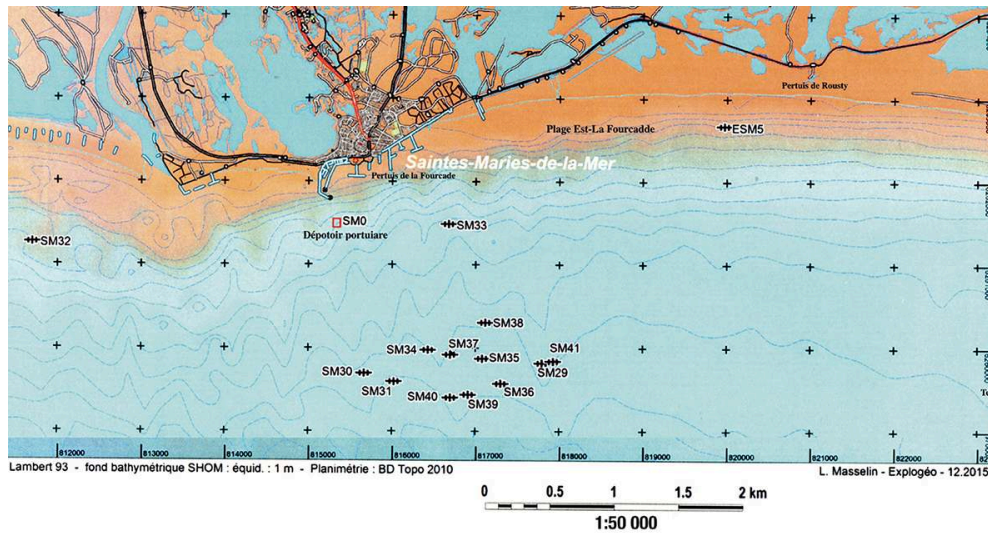 Pertuis de Rousty
Plage Est-La Fourcadde
ESM5
Saintes-Maries-de-la-Mer
Pertuis de la Fourcade
SM0
SM33
Dépotoir portuiare
SM32
SM38
SM37
SM41
SM34
SM35
SM30
SM29
SM31
SM36
SM40
SM39
812000 813000 814000 815000 816000 817000 818000 819000 820000 821000 822000
Lambert 93 - fond bathymétrique SHOM : équid. : 1 m - Planimétrie : BD Topo 2010
L. Masselin - Explogéo - 12.2015
0 0.5 1 1.5 2 km
1:50 000